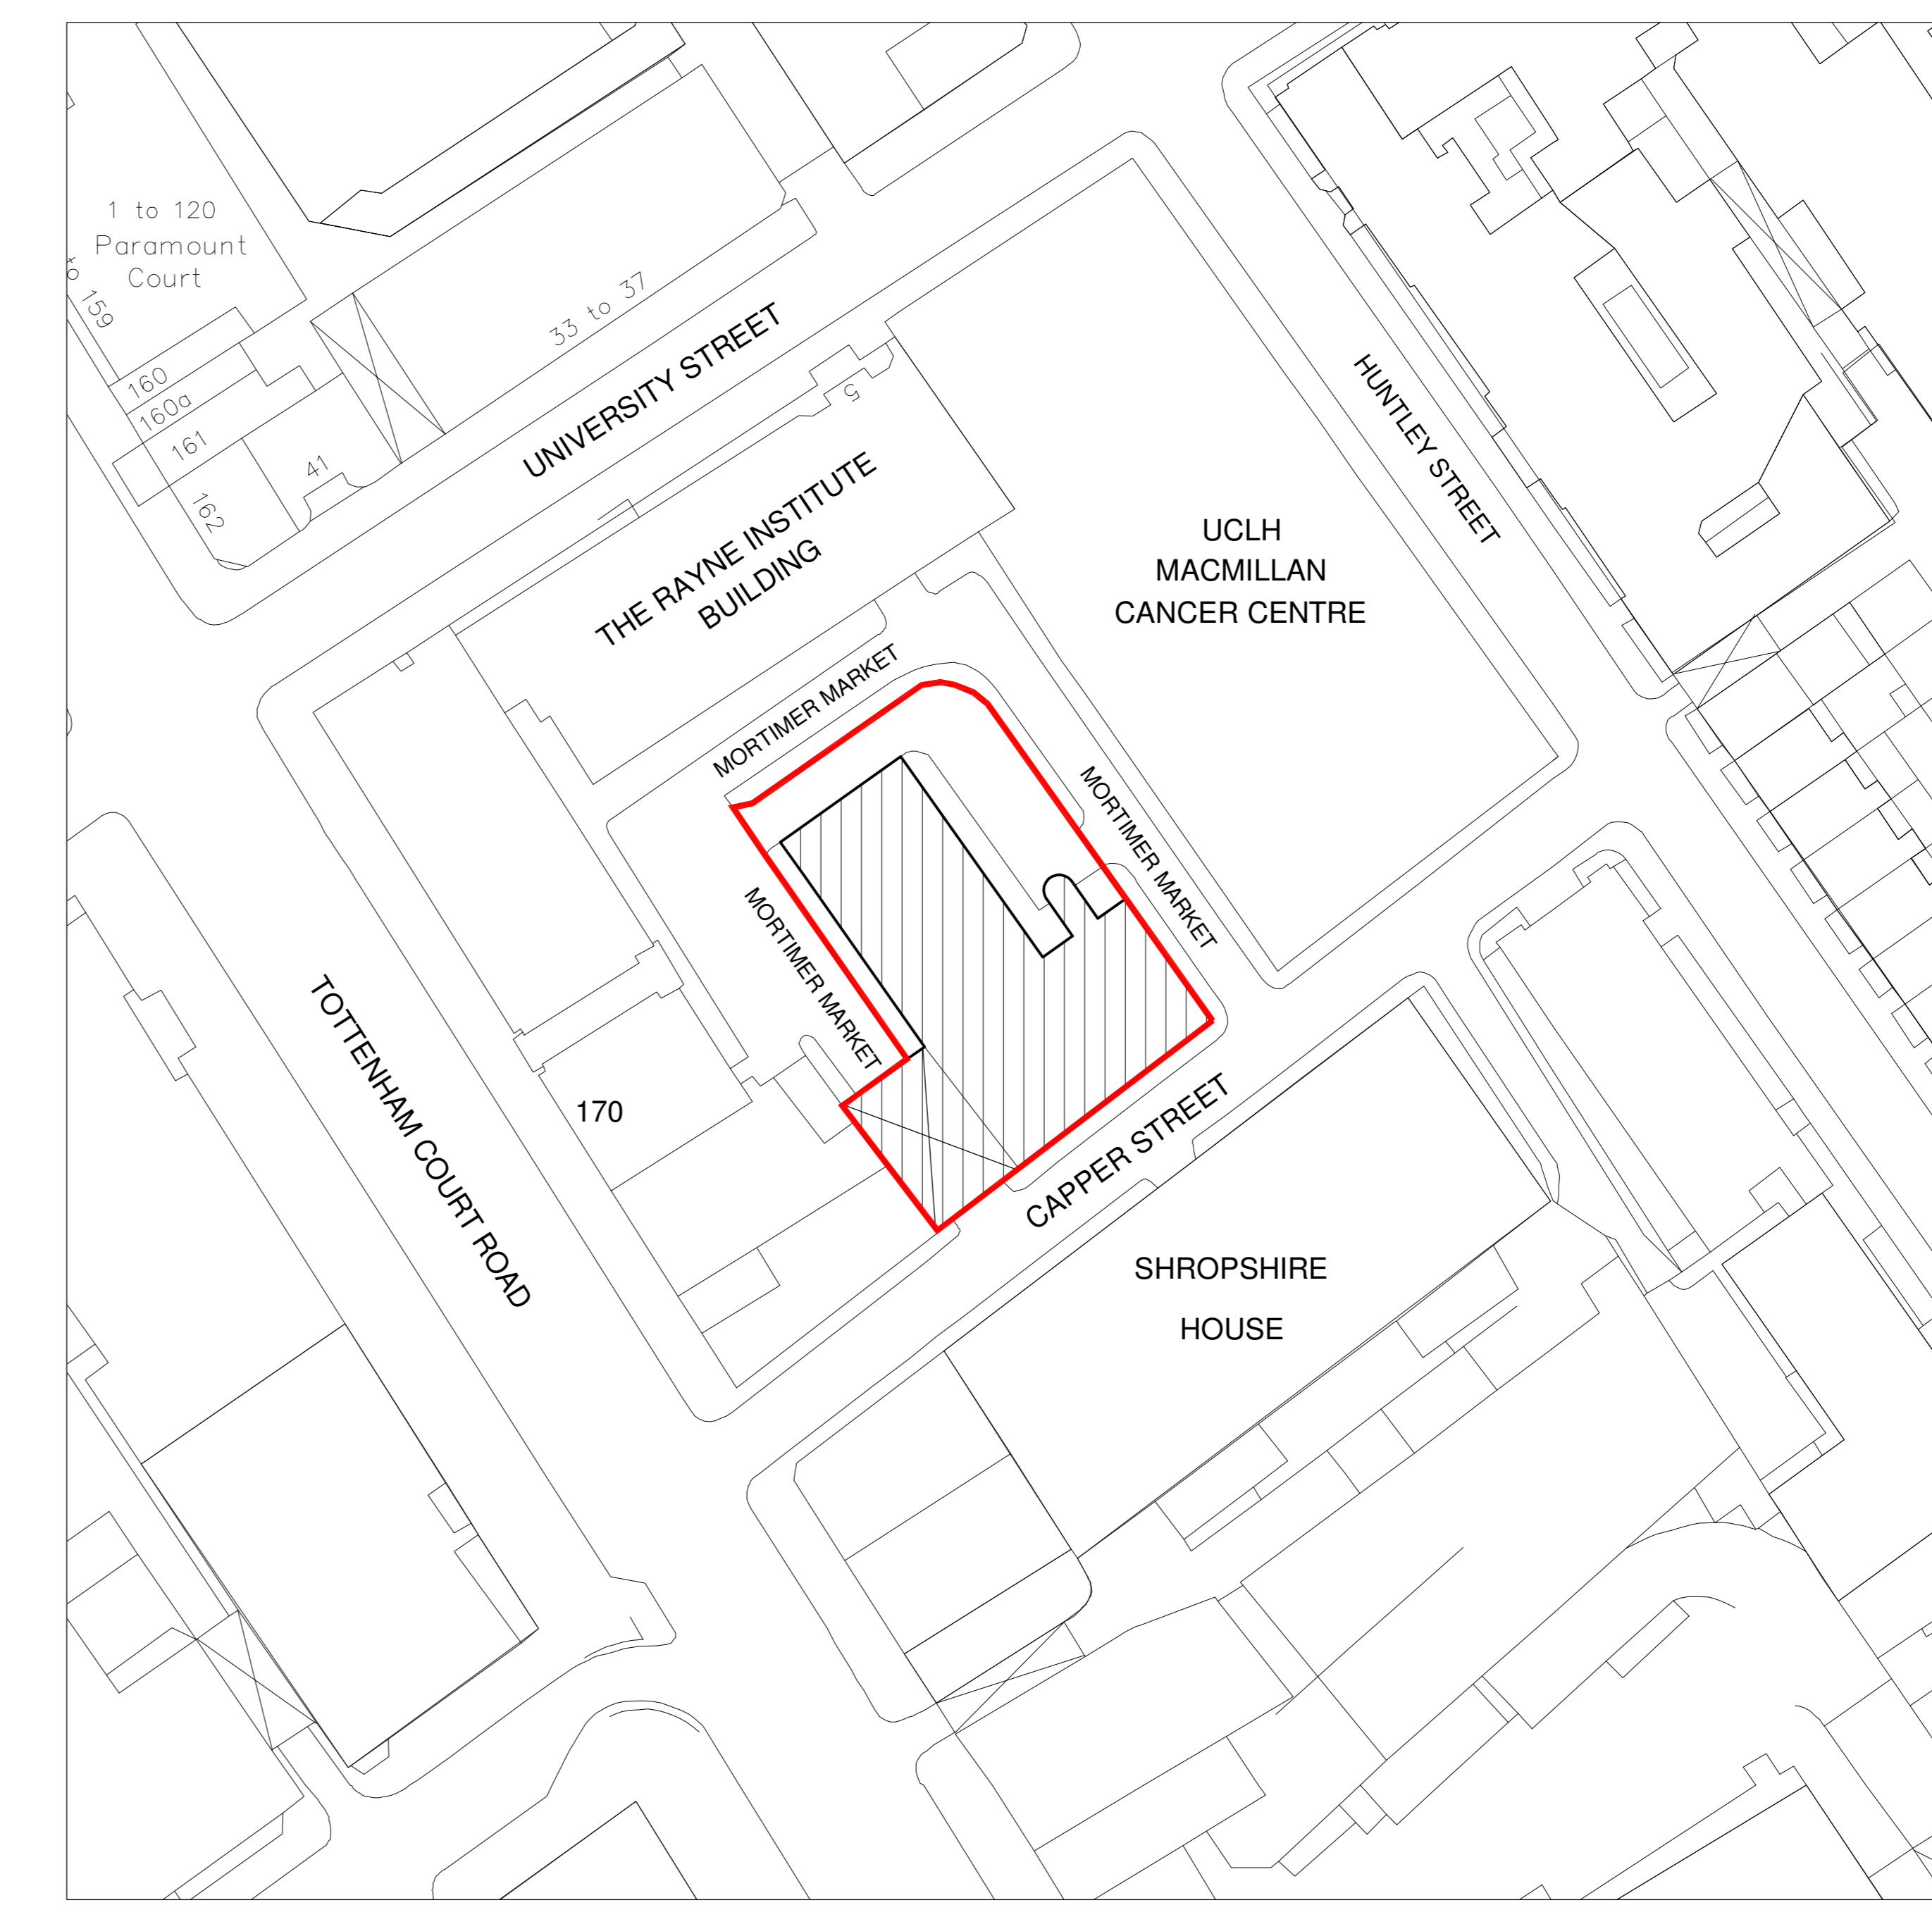 1 to 120
Paramount
Court
to 159
160
160a
161
162
41
33 to 37
UNIVERSITY STREET
5
THE RAYNE INSTITUTE
BUILDING
HUNTLEY STREET
UCLH
MACMILLAN
CANCER CENTRE
MORTIMER MARKET
MORTIMER MARKET
MORTIMER MARKET
TOTTENHAM COURT ROAD
170
CAPPER STREET
SHROPSHIRE
HOUSE